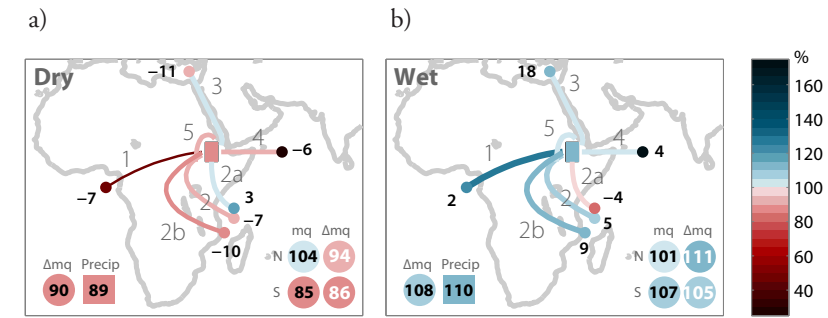 a)
b)
Dry
−11
3
5
4
−6
1
−7
2a
3
2
−7
2b
−10
mq Δmq
°N 104 94
S 85 86
Δmq Precip
90 89
Wet
18
3
5
4
4
1
2
2a
−4
2
5
2b
9
mq Δmq
°N 101 111
S 107 105
Δmq Precip
108 110
%
160
140
120
100
80
60
40